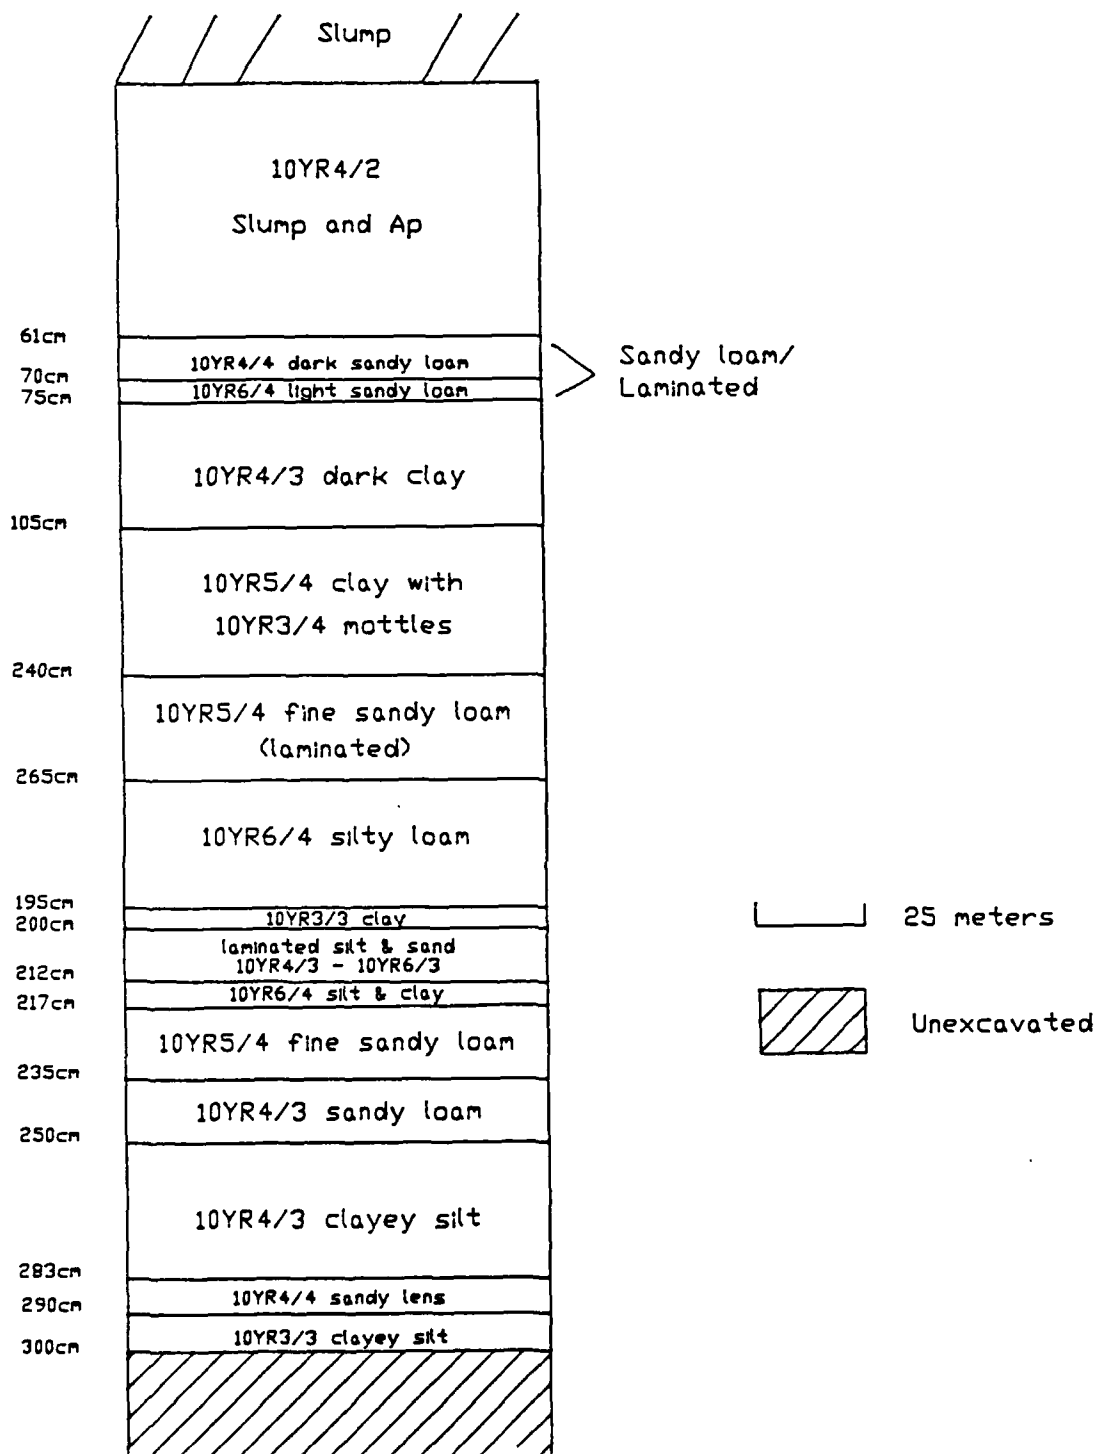 Slump
10YR4/2
Slump and Ap
61cm
10YR4/4 dark sandy loam
70cm
10YR6/4 light sandy loam
75cm
Sandy loam/
Laminated
10YR4/3 dark clay
105cm
10YR5/4 clay with
10YR3/4 mottles
240cm
10YR5/4 fine sandy loam
(laminated)
265cm
10YR6/4 silty loam
195cm
10YR3/3 clay
200cm
laminated silt & sand
10YR4/3 - 10YR6/3
212cm
10YR6/4 silt & clay
217cm
10YR5/4 fine sandy loam
235cm
10YR4/3 sandy loam
250cm
10YR4/3 clayey silt
283cm
10YR4/4 sandy lens
290cm
10YR3/3 clayey silt
300cm
25 meters
Unexcavated